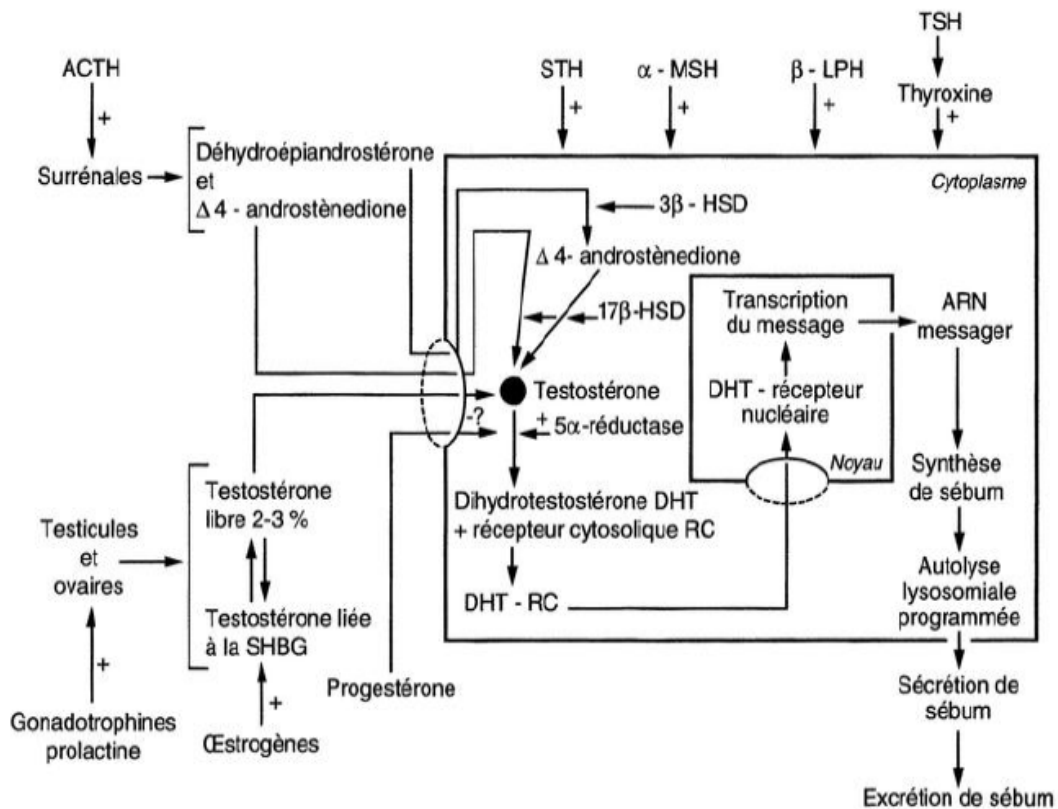 TSH
ACTH
STH
α - MSH
β - LPH
Thyroxine
+
+
+
+
+
Surrénales
Déhydroépiandrostérone
et
Δ 4 - androstènedione
Cytoplasme
3β - HSD
Δ 4- androstènedione
17β-HSD
Transcription
du message
ARN
messager
Testostérone
-?
+ 5α-réductase
DHT - récepteur
nucléaire
Noyau
Testicules
et
ovaires
Testostérone
libre 2-3 %
Dihydrotestostérone DHT
+ récepteur cytosolique RC
Synthèse
de sébum
DHT - RC
Autolyse
lysosomiale
programmée
Testostérone liée
à la SHBG
+
+
Progestérone
Gonadotrophines
prolactine
Œstrogènes
Sécrétion de
sébum
Excrétion de sébum